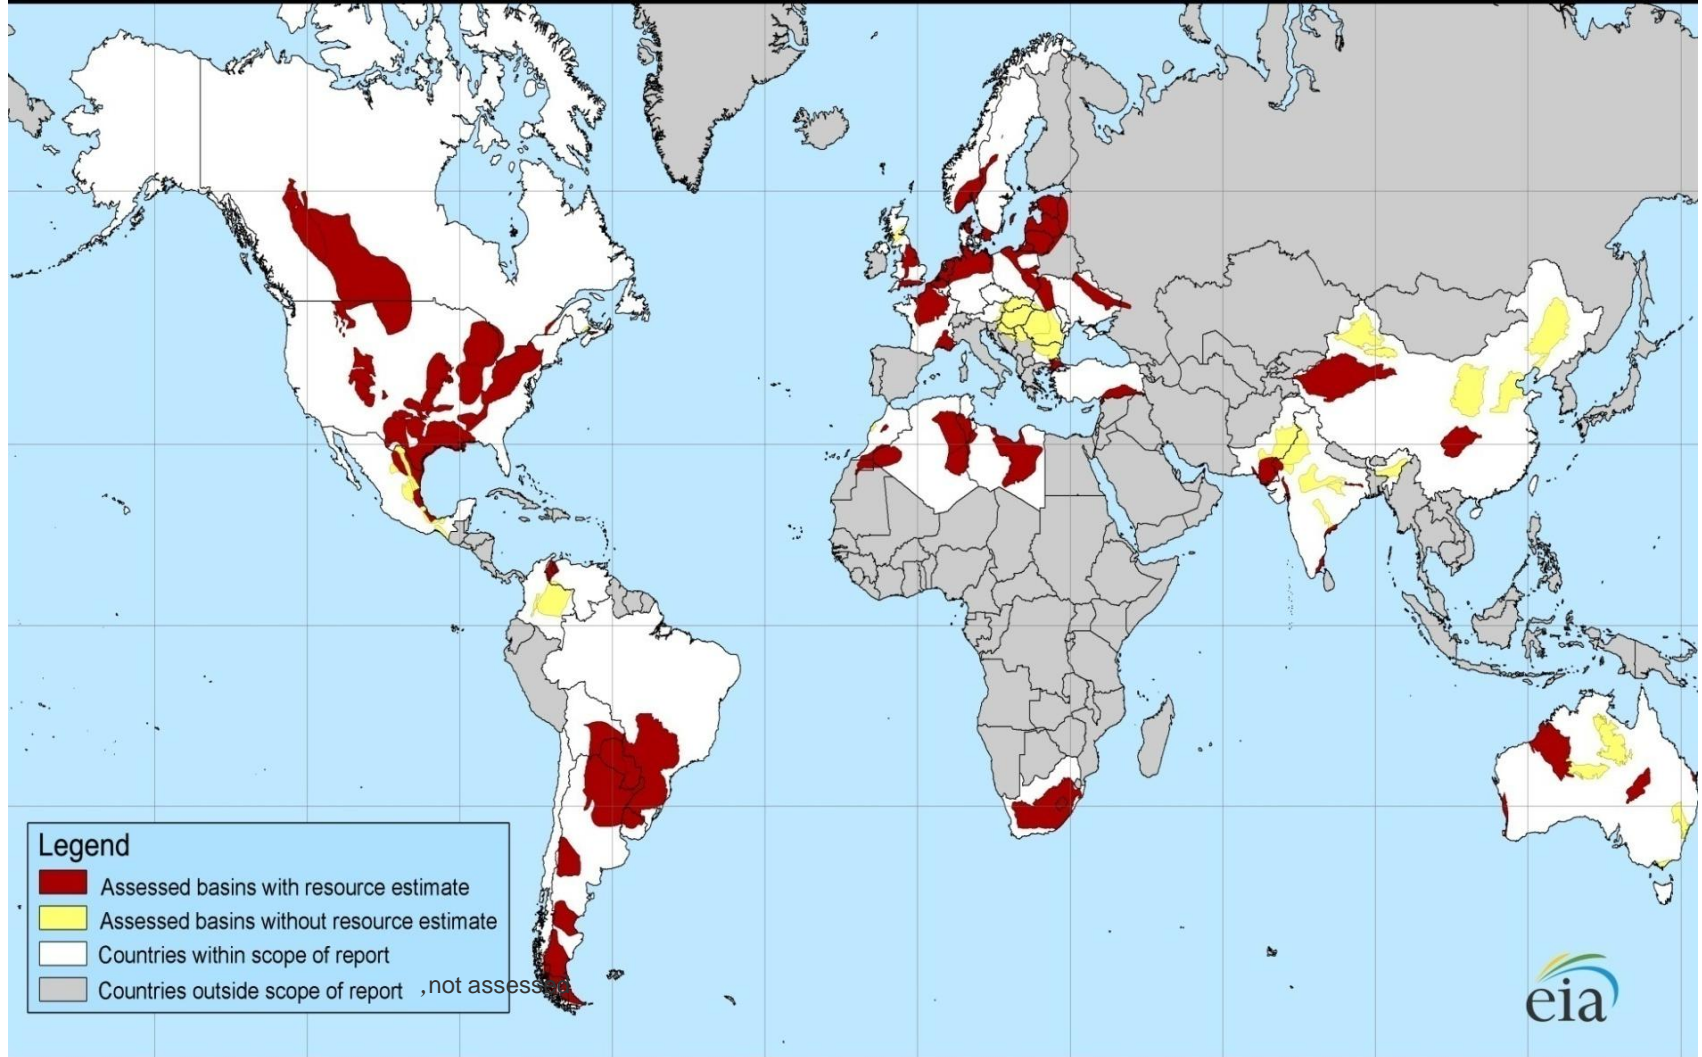 Legend
Assessed basins with resource estimate
Assessed basins without resource estimate
Countries within scope of report
Countries outside scope of report ,not assessed
eia